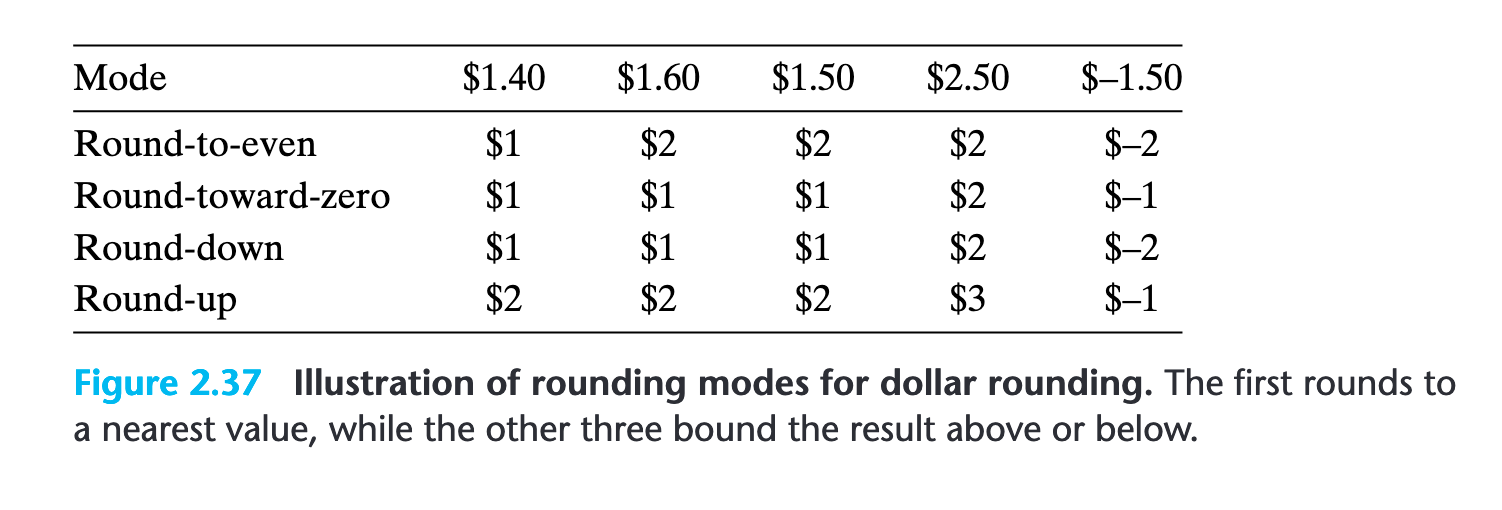 Mode $1.40 $1.60 $1.50 $2.50 $–1.50
Round-to-even $1 $2 $2 $2 $–2
Round-toward-zero $1 $1 $1 $2 $–1
Round-down $1 $1 $1 $2 $–2
Round-up $2 $2 $2 $3 $–1
Figure 2.37 Illustration of rounding modes for dollar rounding. The first rounds to
a nearest value, while the other three bound the result above or below.